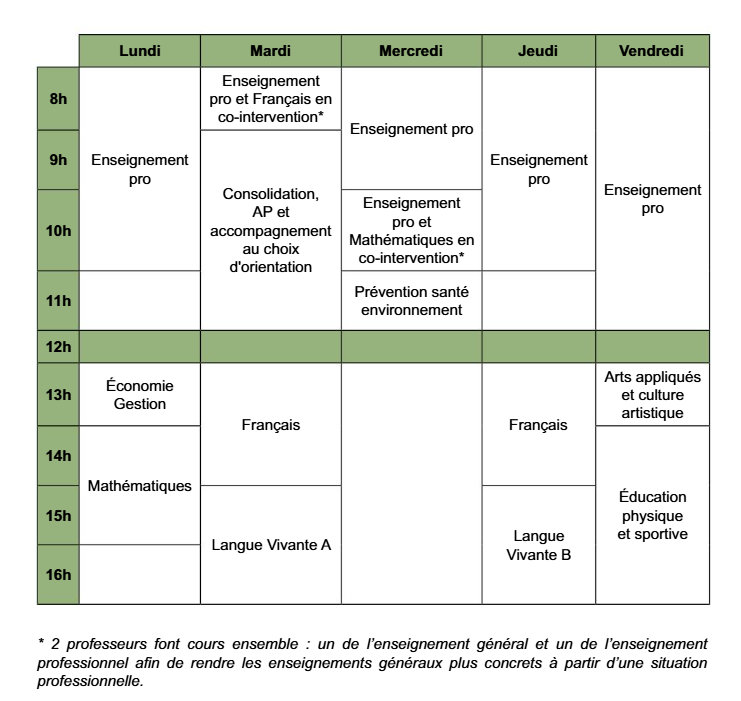 Lundi Mardi Mercredi Jeudi Vendredi
8h
Enseignement
pro et Français en
co-intervention*
Enseignement pro
9h
Enseignement
pro
Enseignement
pro
Enseignement
pro
Consolidation,
AP et
accompagnement
au choix
d'orientation
10h
Enseignement
pro et
Mathématiques en
co-intervention*
11h
Prévention santé
environnement
12h
13h
Économie
Gestion
Français
Français
Arts appliqués
et culture
artistique
14h
Mathématiques
15h
Langue Vivante A
Langue
Vivante B
Éducation
physique
et sportive
16h
* 2 professeurs font cours ensemble : un de l’enseignement général et un de l’enseignement
professionnel afin de rendre les enseignements généraux plus concrets à partir d’une situation
professionnelle.